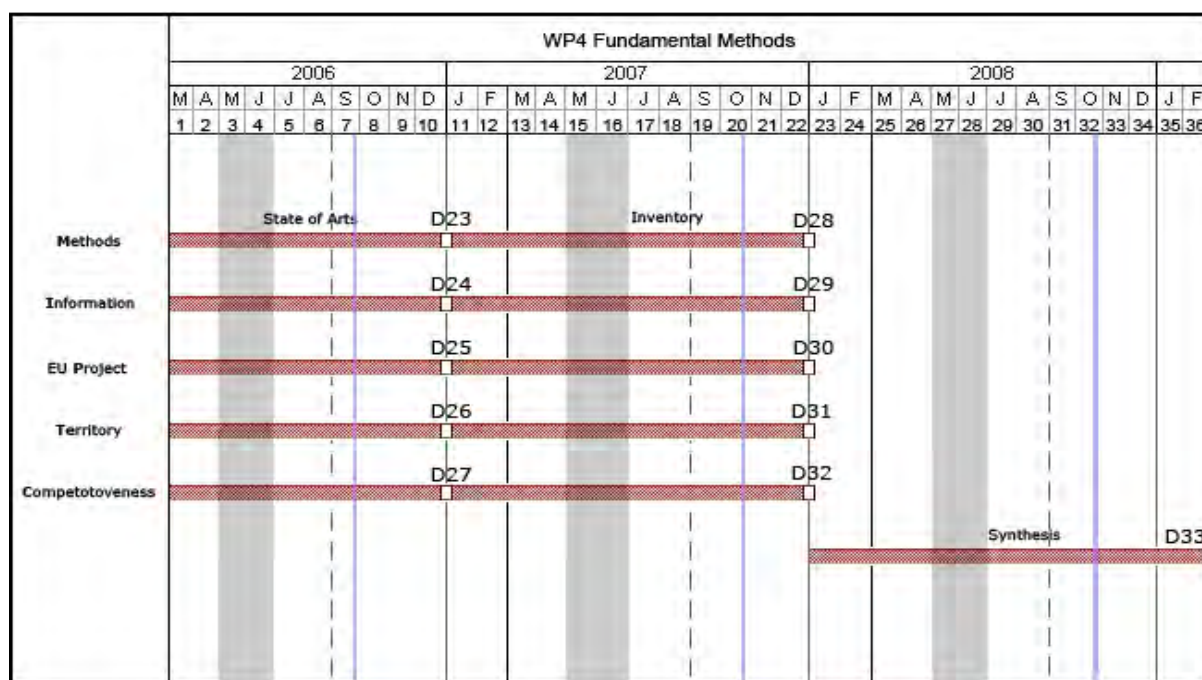 WP4 Fundamental Methods
2006 2007 2008
M A M J J A S O N D J F M A M J J A S O N D J F M A M J J A S O N D J F
1 2 3 4 5 6 7 8 9 10 11 12 13 14 15 16 17 18 19 20 21 22 23 24 25 26 27 28 29 30 31 32 33 34 35 36
State of Arts D23 Inventory D28
Methods
D24 D29
Information
D25 D30
EU Project
D26 D31
Territory
D27 D32
Competotoveness
Synthesis D33